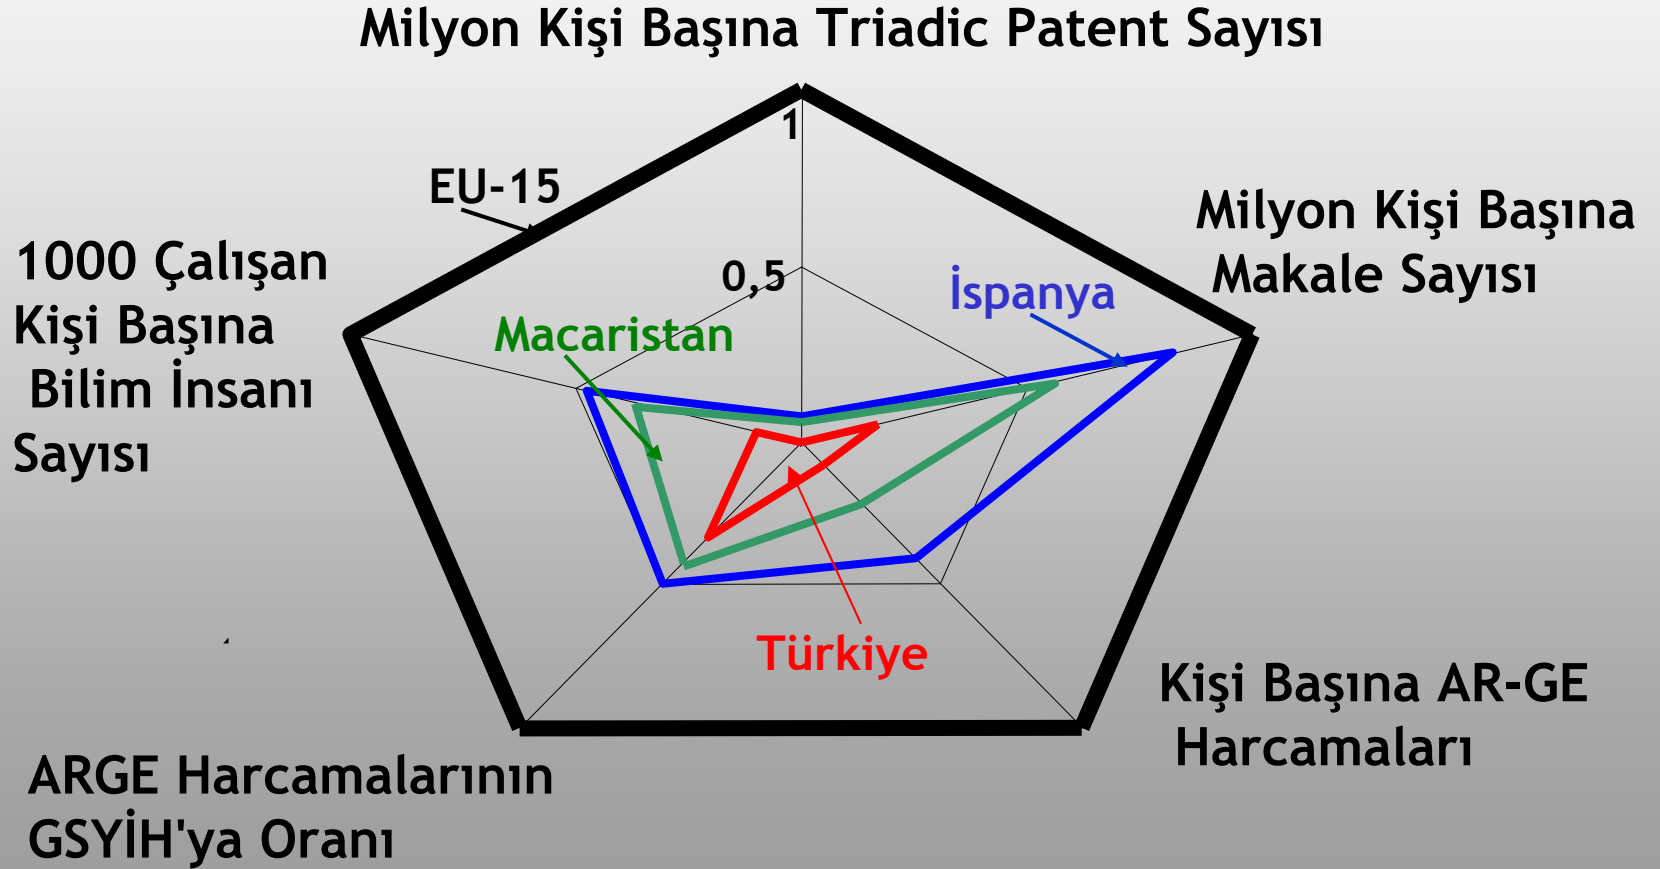 Milyon Kişi Başına Triadic Patent Sayısı
1
EU-15
Milyon Kişi Başına
Makale Sayısı
1000 Çalışan
Kişi Başına
Bilim İnsanı
Sayısı
0,5
İspanya
Macaristan
Türkiye
Kişi Başına AR-GE
Harcamaları
ARGE Harcamalarının
GSYİH'ya Oranı